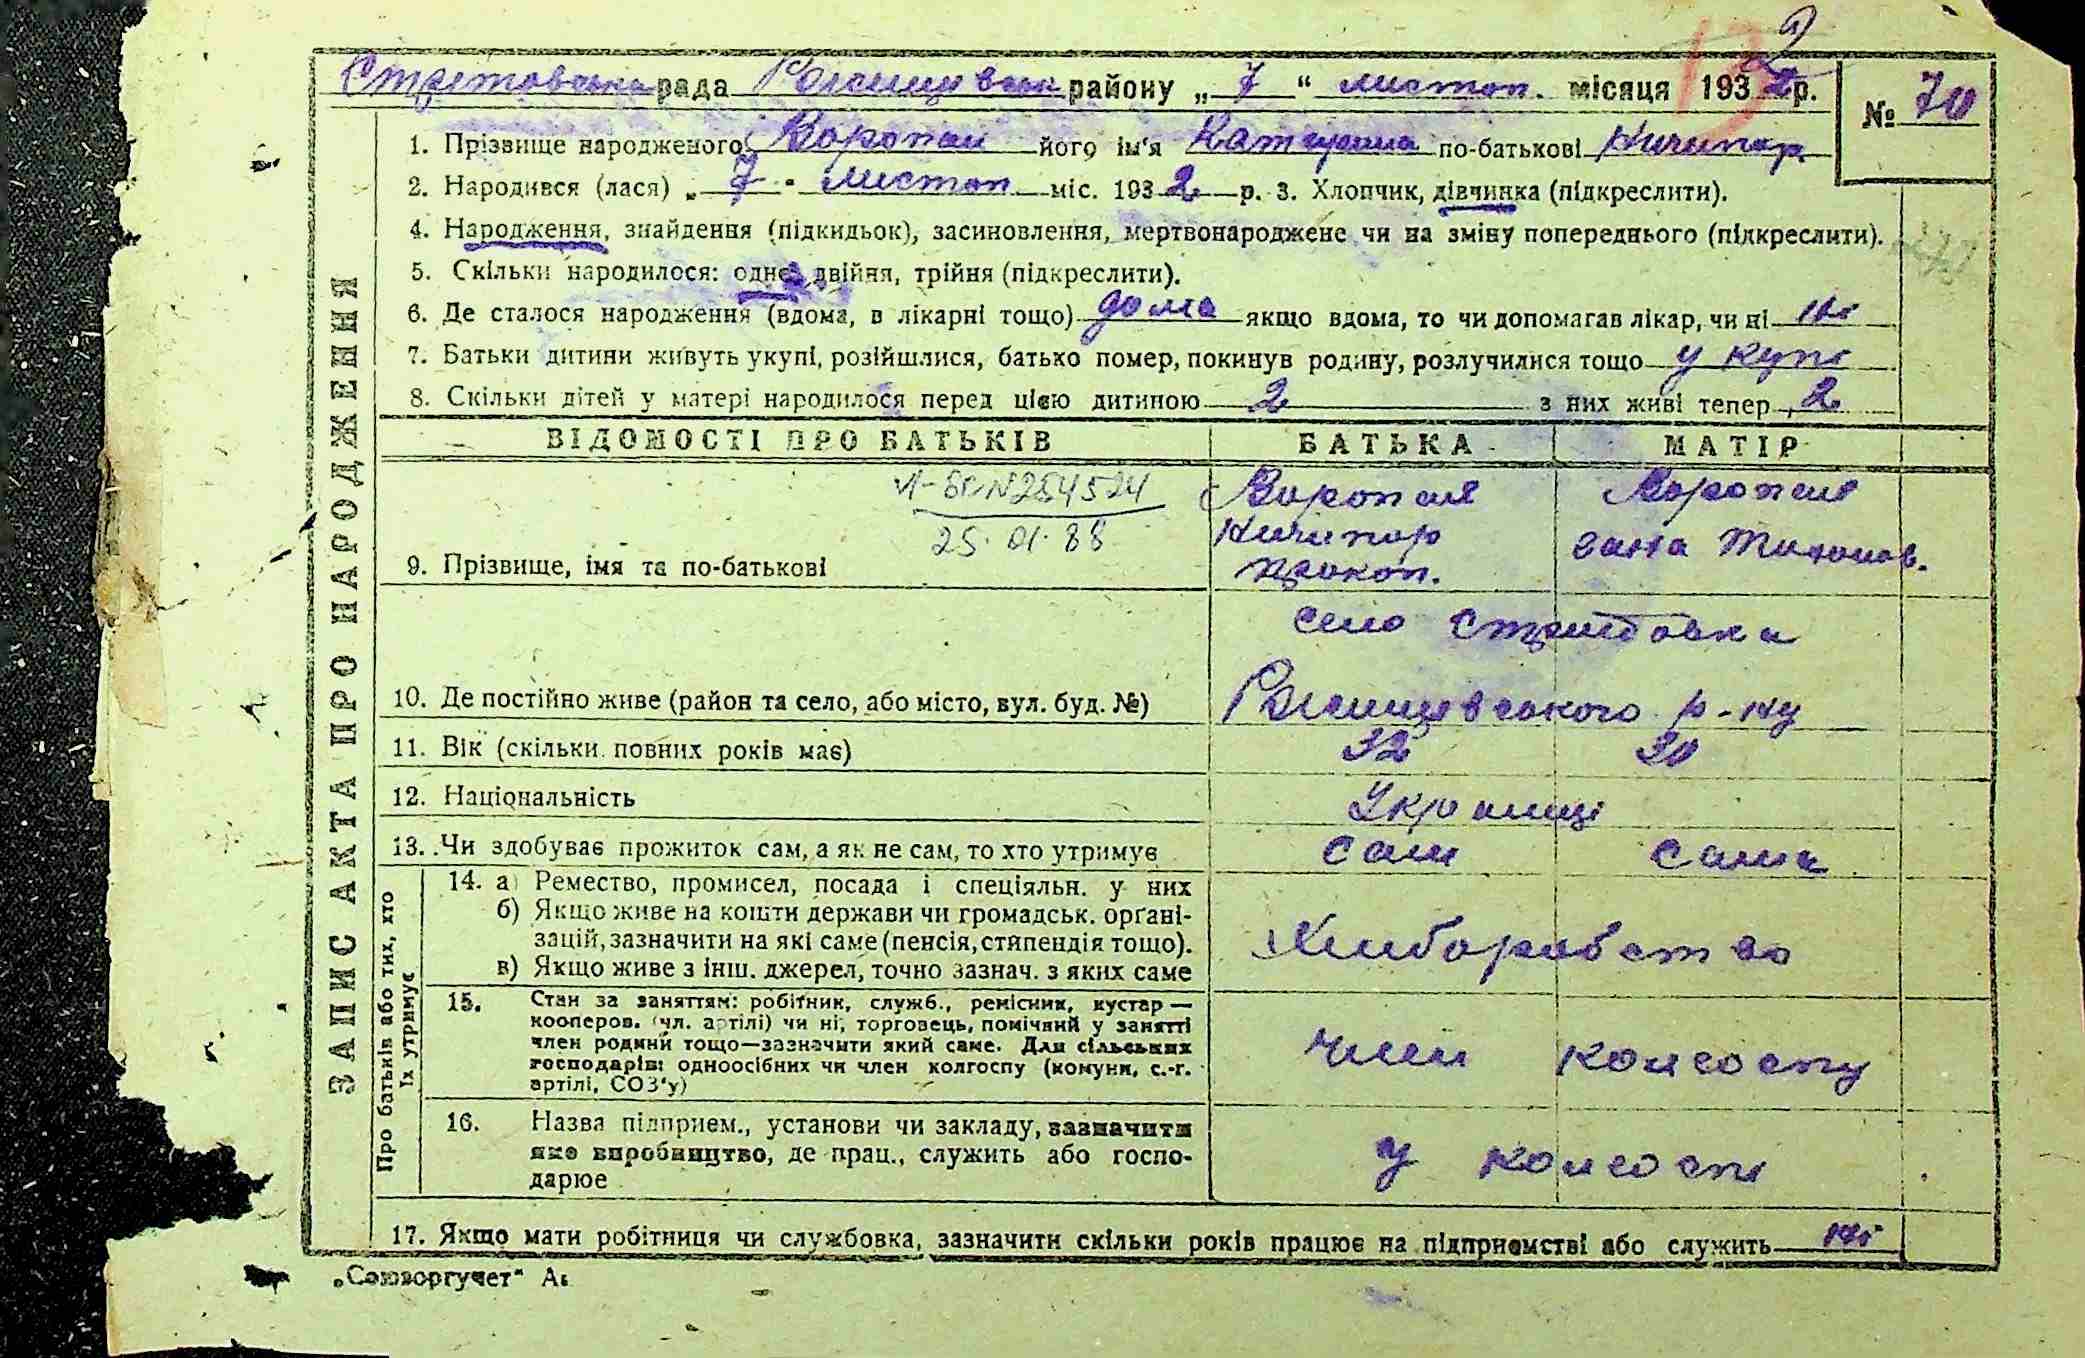 132
рада району „ 7 “ листоп. місяця 1932 р. № 70
ЗАПИС АКТА ПРО НАРОДЖЕННЯ
1. Прізвище народженого Воропай його ім'я Катерина по-батькові Ничипор.
2. Народився (лася) „ 7 " листоп міс. 1932 р. 3. Хлопчик, дівчинка (підкреслити).
4. Народження, знайдення (підкидьок), засиновлення, мертвонароджене чи на зміну попереднього (підкреслити).
5. Скільки народилося: одне, двійня, трійня (підкреслити).
6. Де сталося народження (вдома, в лікарні тощо) дома якщо вдома, то чи допомагав лікар, чи ні ні
7. Батьки дитини живуть укупі, розійшлися, батько помер, покинув родину, розлучилися тощо у купі
8. Скільки дітей у матері народилося перед цією дитиною 2 з них живі тепер 2
ВІДОМОСТІ ПРО БАТЬКІВ БАТЬКА МАТІР
№254524
25.01.88
9. Прізвище, імя та по-батькові
Воропай
Ничипор
Прокоп.
Воропай
Ганна
село
10. Де постійно живе (район та село, або місто, вул. буд. №) р-ну
11. Вік (скільки повних років має) 32 30
12. Національність Українці
13. Чи здобуває прожиток сам, а як не сам, то хто утримує сам сама
Про батьків або тих, хто
їх утримує
14. а) Ремество, промисел, посада і спеціяльн. у них
б) Якщо живе на кошти держави чи громадськ. орґані-
зацій, зазначити на які саме (пенсія, стипендія тощо).
в) Якщо живе з інш. джерел, точно зазнач. з яких саме
Хлиборобство
15. Стан за заняттям: робітник, служб., ремісник, кустар —
кооперов. (чл. артілі) чи ні, торговець, помічний у занятті
член родини тощо—зазначити який саме. Для сільських
господарів: одноосібних чи член колгоспу (комуни, с.-г.
артілі, СОЗ'у)
член колгоспу
16. Назва підприєм., установи чи закладу, зазначити
яке виробництво, де прац., служить або госпо-
дарює
у колгоспі
17. Якщо мати робітниця чи службовка, зазначити скільки років працює на підприємстві або служить ні
„Союзоргучет"